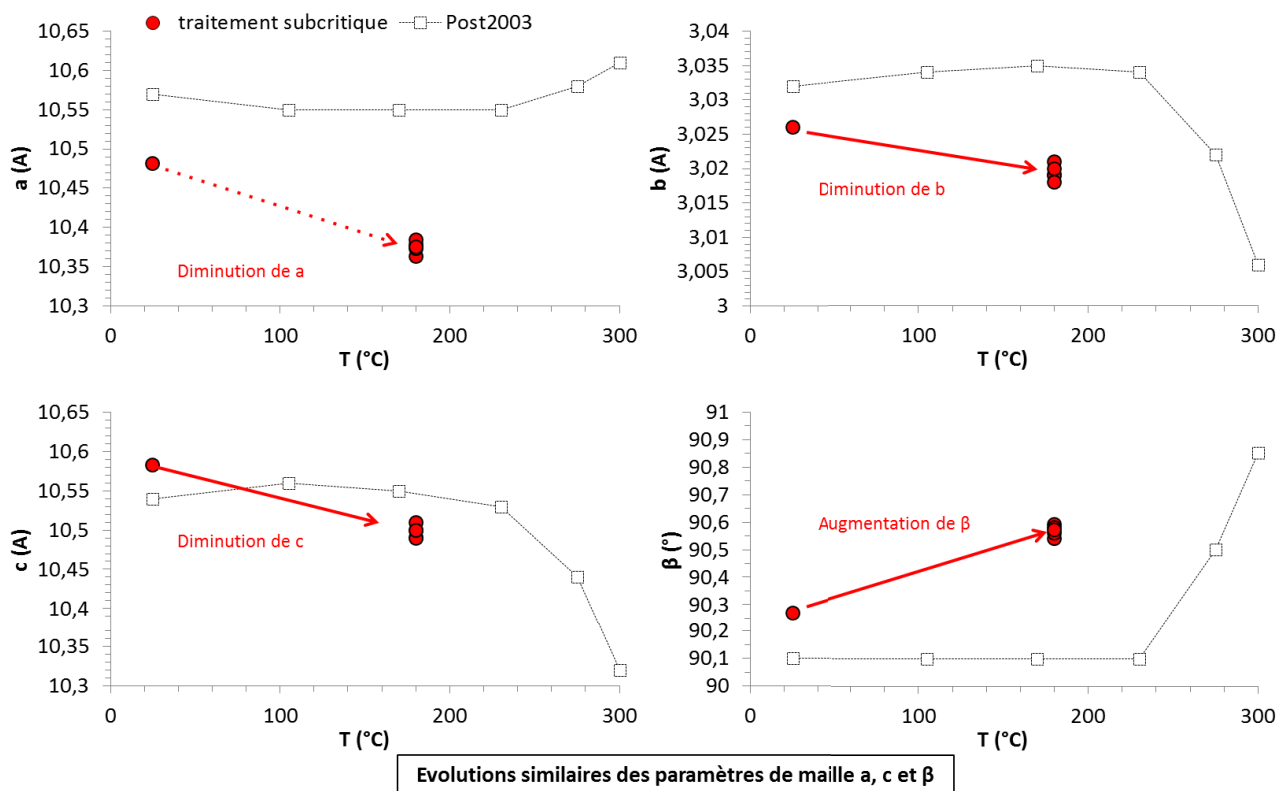 traitement subcritique Post2003
10,65
10,6
10,55
10,5
10,45
10,4
10,35
10,3
a (A)
Diminution de a
0 100 200 300
T (°C)
3,04
3,035
3,03
3,025
3,02
3,015
3,01
3,005
3
b (A)
Diminution de b
0 100 200 300
T (°C)
10,65
10,6
10,55
10,5
10,45
10,4
10,35
10,3
c (A)
Diminution de c
0 100 200 300
T (°C)
91
90,9
90,8
90,7
90,6
90,5
90,4
90,3
90,2
90,1
90
β (°)
Augmentation de β
0 100 200 300
T (°C)
Evolutions similaires des paramètres de maille a, c et β